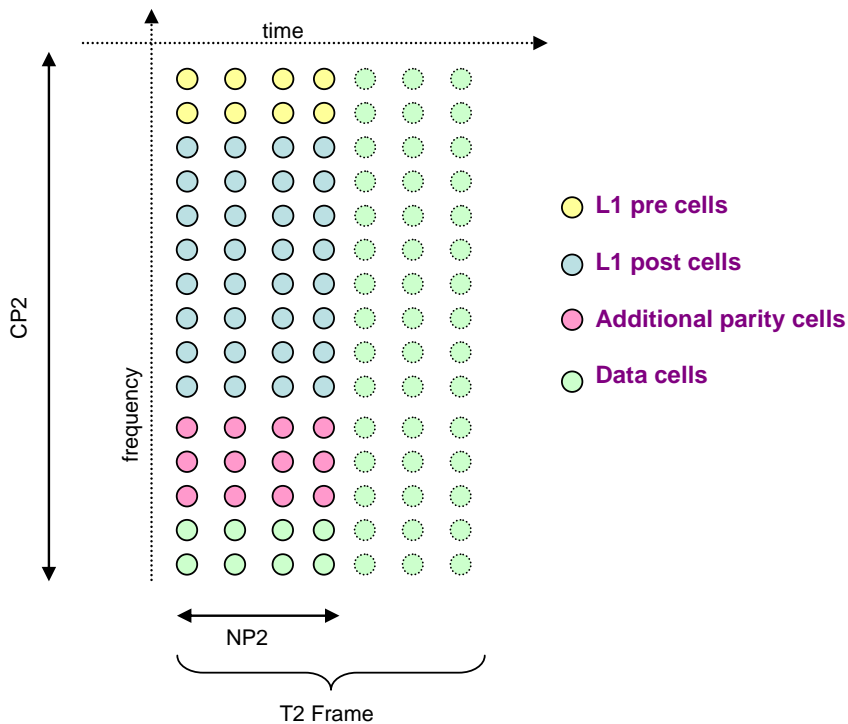 time
CP2
frequency
L1 pre cells
L1 post cells
Additional parity cells
Data cells
NP2
T2 Frame